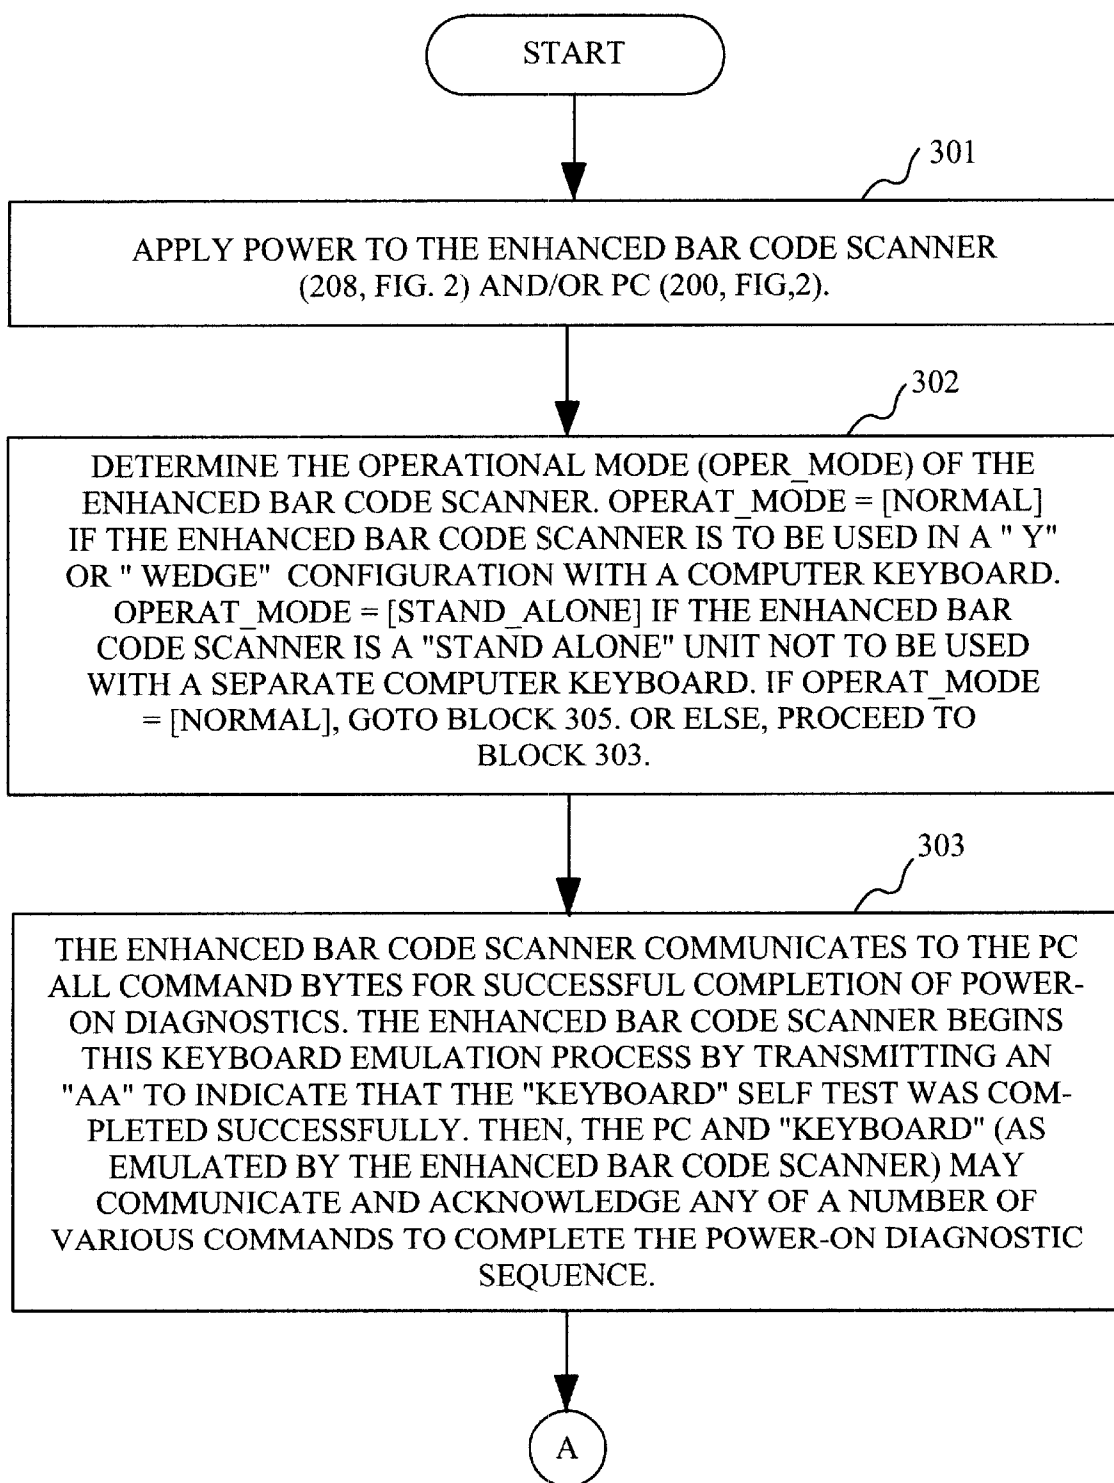 START
301
APPLY POWER TO THE ENHANCED BAR CODE SCANNER
(208, FIG. 2) AND/OR PC (200, FIG,2).
302
DETERMINE THE OPERATIONAL MODE (OPER_MODE) OF THE
ENHANCED BAR CODE SCANNER. OPERAT_MODE = [NORMAL]
IF THE ENHANCED BAR CODE SCANNER IS TO BE USED IN A " Y"
OR " WEDGE" CONFIGURATION WITH A COMPUTER KEYBOARD.
OPERAT_MODE = [STAND_ALONE] IF THE ENHANCED BAR
CODE SCANNER IS A "STAND ALONE" UNIT NOT TO BE USED
WITH A SEPARATE COMPUTER KEYBOARD. IF OPERAT_MODE
= [NORMAL], GOTO BLOCK 305. OR ELSE, PROCEED TO
BLOCK 303.
303
THE ENHANCED BAR CODE SCANNER COMMUNICATES TO THE PC
ALL COMMAND BYTES FOR SUCCESSFUL COMPLETION OF POWER-
ON DIAGNOSTICS. THE ENHANCED BAR CODE SCANNER BEGINS
THIS KEYBOARD EMULATION PROCESS BY TRANSMITTING AN
"AA" TO INDICATE THAT THE "KEYBOARD" SELF TEST WAS COM-
PLETED SUCCESSFULLY. THEN, THE PC AND "KEYBOARD" (AS
EMULATED BY THE ENHANCED BAR CODE SCANNER) MAY
COMMUNICATE AND ACKNOWLEDGE ANY OF A NUMBER OF
VARIOUS COMMANDS TO COMPLETE THE POWER-ON DIAGNOSTIC
SEQUENCE.
A